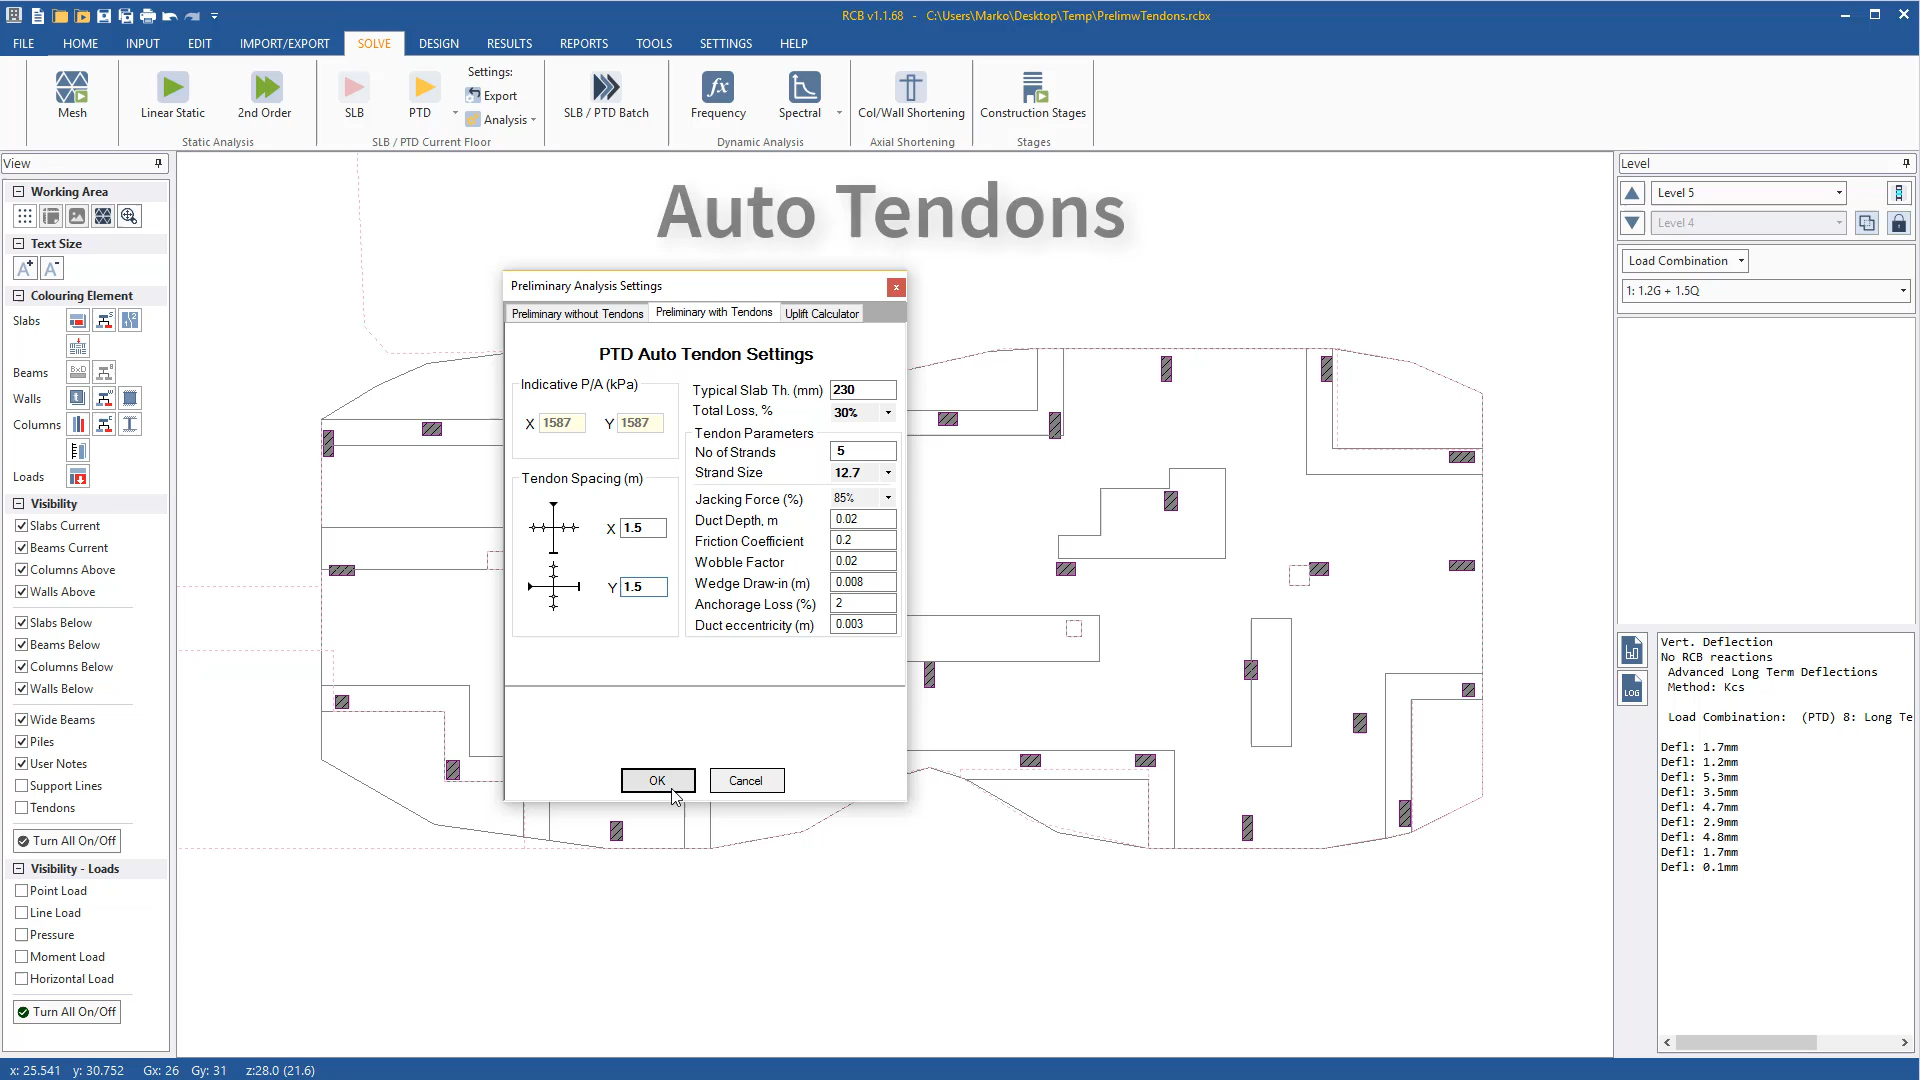 RCB v1.1.68 - C:\Users\Marko\Desktop\Temp\PrelimwTendons.rcbx
FILE HOME INPUT EDIT IMPORT/EXPORT SOLVE DESIGN RESULTS REPORTS TOOLS SETTINGS HELP
Mesh
Linear Static
2nd Order
Static Analysis
SLB
PTD
Settings:
Export
Analysis
SLB / PTD Current Floor
SLB / PTD Batch
fx
Frequency
Spectral
Dynamic Analysis
Col/Wall Shortening
Axial Shortening
Construction Stages
Stages
View
Working Area
Text Size
A+ A-
Colouring Element
Slabs
Beams
BxD
Walls
Columns
Loads
Visibility
Slabs Current
Beams Current
Columns Above
Walls Above
Slabs Below
Beams Below
Columns Below
Walls Below
Wide Beams
Piles
User Notes
Support Lines
Tendons
Turn All On/Off
Visibility - Loads
Point Load
Line Load
Pressure
Moment Load
Horizontal Load
Turn All On/Off
Auto Tendons
Preliminary Analysis Settings
x
Preliminary without Tendons
Preliminary with Tendons
Uplift Calculator
PTD Auto Tendon Settings
Indicative P/A (kPa)
X 1587 Y 1587
Tendon Spacing (m)
X 1.5
Y 1.5
Typical Slab Th. (mm) 230
Total Loss, % 30%
Tendon Parameters
No of Strands 5
Strand Size 12.7
Jacking Force (%) 85%
Duct Depth, m 0.02
Friction Coefficient 0.2
Wobble Factor 0.02
Wedge Draw-in (m) 0.008
Anchorage Loss (%) 2
Duct eccentricity (m) 0.003
OK
Cancel
Level
Level 5
Level 4
Load Combination
1: 1.2G + 1.5Q
LOG
Vert. Deflection
No RCB reactions
Advanced Long Term Deflections
Method: Kcs
Load Combination: (PTD) 8: Long Te
Defl: 1.7mm
Defl: 1.2mm
Defl: 5.3mm
Defl: 3.5mm
Defl: 4.7mm
Defl: 2.9mm
Defl: 4.8mm
Defl: 1.7mm
Defl: 0.1mm
x: 25.541 y: 30.752 Gx: 26 Gy: 31 z:28.0 (21.6)